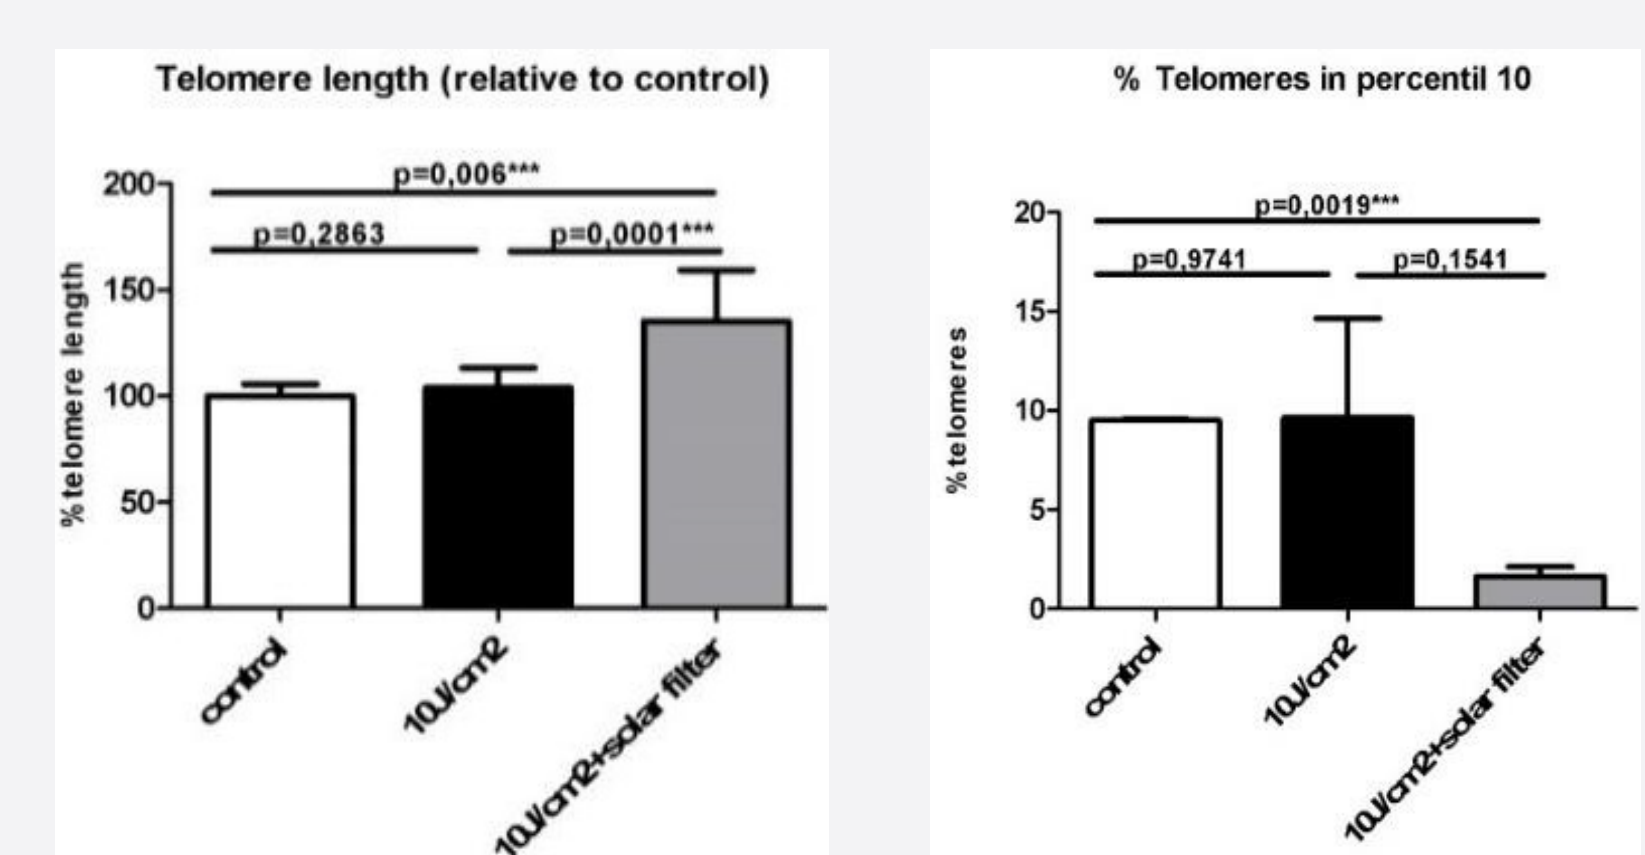 Telomere length (relative to control)
p=0,006***
p=0,2863
p=0,0001***
% telomere length
200
150
100
50
0
control
10J/cm2
10J/cm2+solar filter
% Telomeres in percentil 10
p=0,0019***
p=0,9741
p=0,1541
% telomeres
20
15
10
5
0
control
10J/cm2
10J/cm2+solar filter